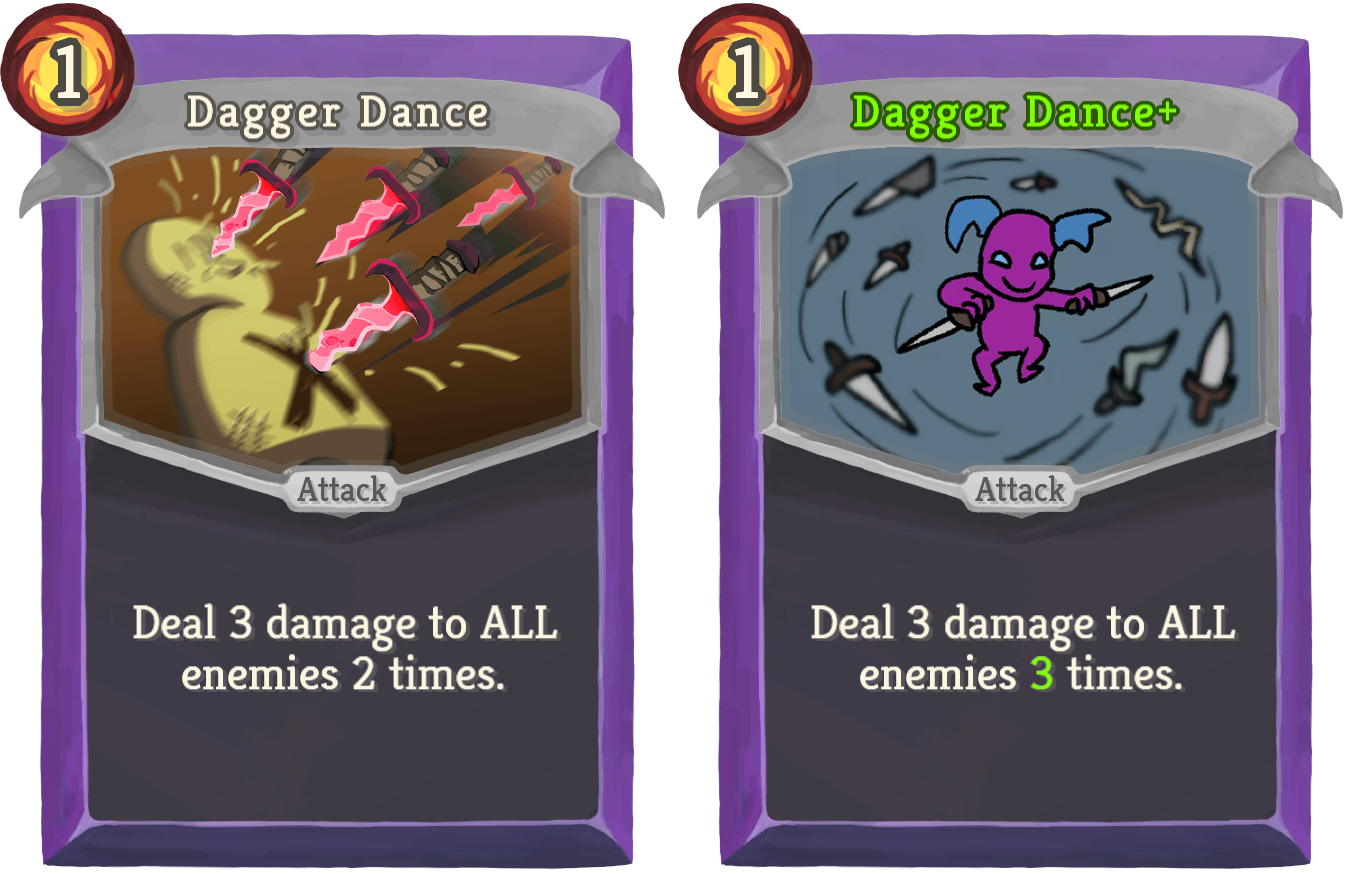 1
Dagger Dance
Attack
Deal 3 damage to ALL
enemies 2 times.
1
Dagger Dance+
Attack
Deal 3 damage to ALL
enemies 3 times.